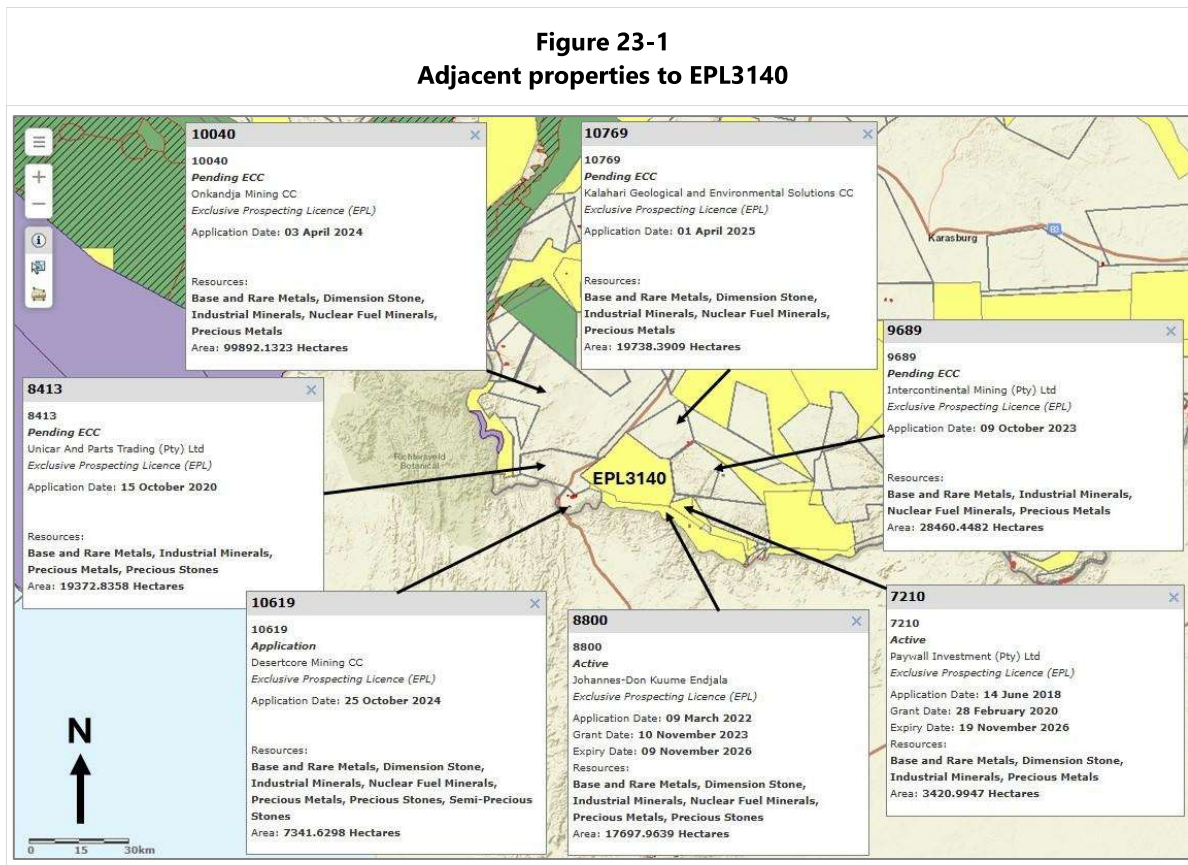 Figure 23-1
Adjacent properties to EPL3140
10040
10040
Pending ECC
Onkandja Mining CC
Exclusive Prospecting Licence (EPL)
Application Date: 03 April 2024
Resources:
Base and Rare Metals, Dimension Stone,
Industrial Minerals, Nuclear Fuel Minerals,
Precious Metals
Area: 99892.1323 Hectares
10769
10769
Pending ECC
Kalahari Geological and Environmental Solutions CC
Exclusive Prospecting Licence (EPL)
Application Date: 01 April 2025
Resources:
Base and Rare Metals, Dimension Stone,
Industrial Minerals, Nuclear Fuel Minerals,
Precious Metals
Area: 19738.3909 Hectares
Karasburg
B3
9689
9689
Pending ECC
Intercontinental Mining (Pty) Ltd
Exclusive Prospecting Licence (EPL)
Application Date: 09 October 2023
Resources:
Base and Rare Metals, Industrial Minerals,
Nuclear Fuel Minerals, Precious Metals
Area: 28460.4482 Hectares
8413
8413
Pending ECC
Unicar And Parts Trading (Pty) Ltd
Exclusive Prospecting Licence (EPL)
Application Date: 15 October 2020
Resources:
Base and Rare Metals, Industrial Minerals,
Precious Metals, Precious Stones
Area: 19372.8358 Hectares
Richtersveld
Botanical
EPL3140
10619
10619
Application
Desertcore Mining CC
Exclusive Prospecting Licence (EPL)
Application Date: 25 October 2024
Resources:
Base and Rare Metals, Dimension Stone,
Industrial Minerals, Nuclear Fuel Minerals,
Precious Metals, Precious Stones, Semi-Precious
Stones
Area: 7341.6298 Hectares
8800
8800
Active
Johannes-Don Kuume Endjala
Exclusive Prospecting Licence (EPL)
Application Date: 09 March 2022
Grant Date: 10 November 2023
Expiry Date: 09 November 2026
Resources:
Base and Rare Metals, Dimension Stone,
Industrial Minerals, Nuclear Fuel Minerals,
Precious Metals, Precious Stones
Area: 17697.9639 Hectares
7210
7210
Active
Paywall Investment (Pty) Ltd
Exclusive Prospecting Licence (EPL)
Application Date: 14 June 2018
Grant Date: 28 February 2020
Expiry Date: 19 November 2026
Resources:
Base and Rare Metals, Dimension Stone,
Industrial Minerals, Precious Metals
Area: 3420.9947 Hectares
N
0 15 30km